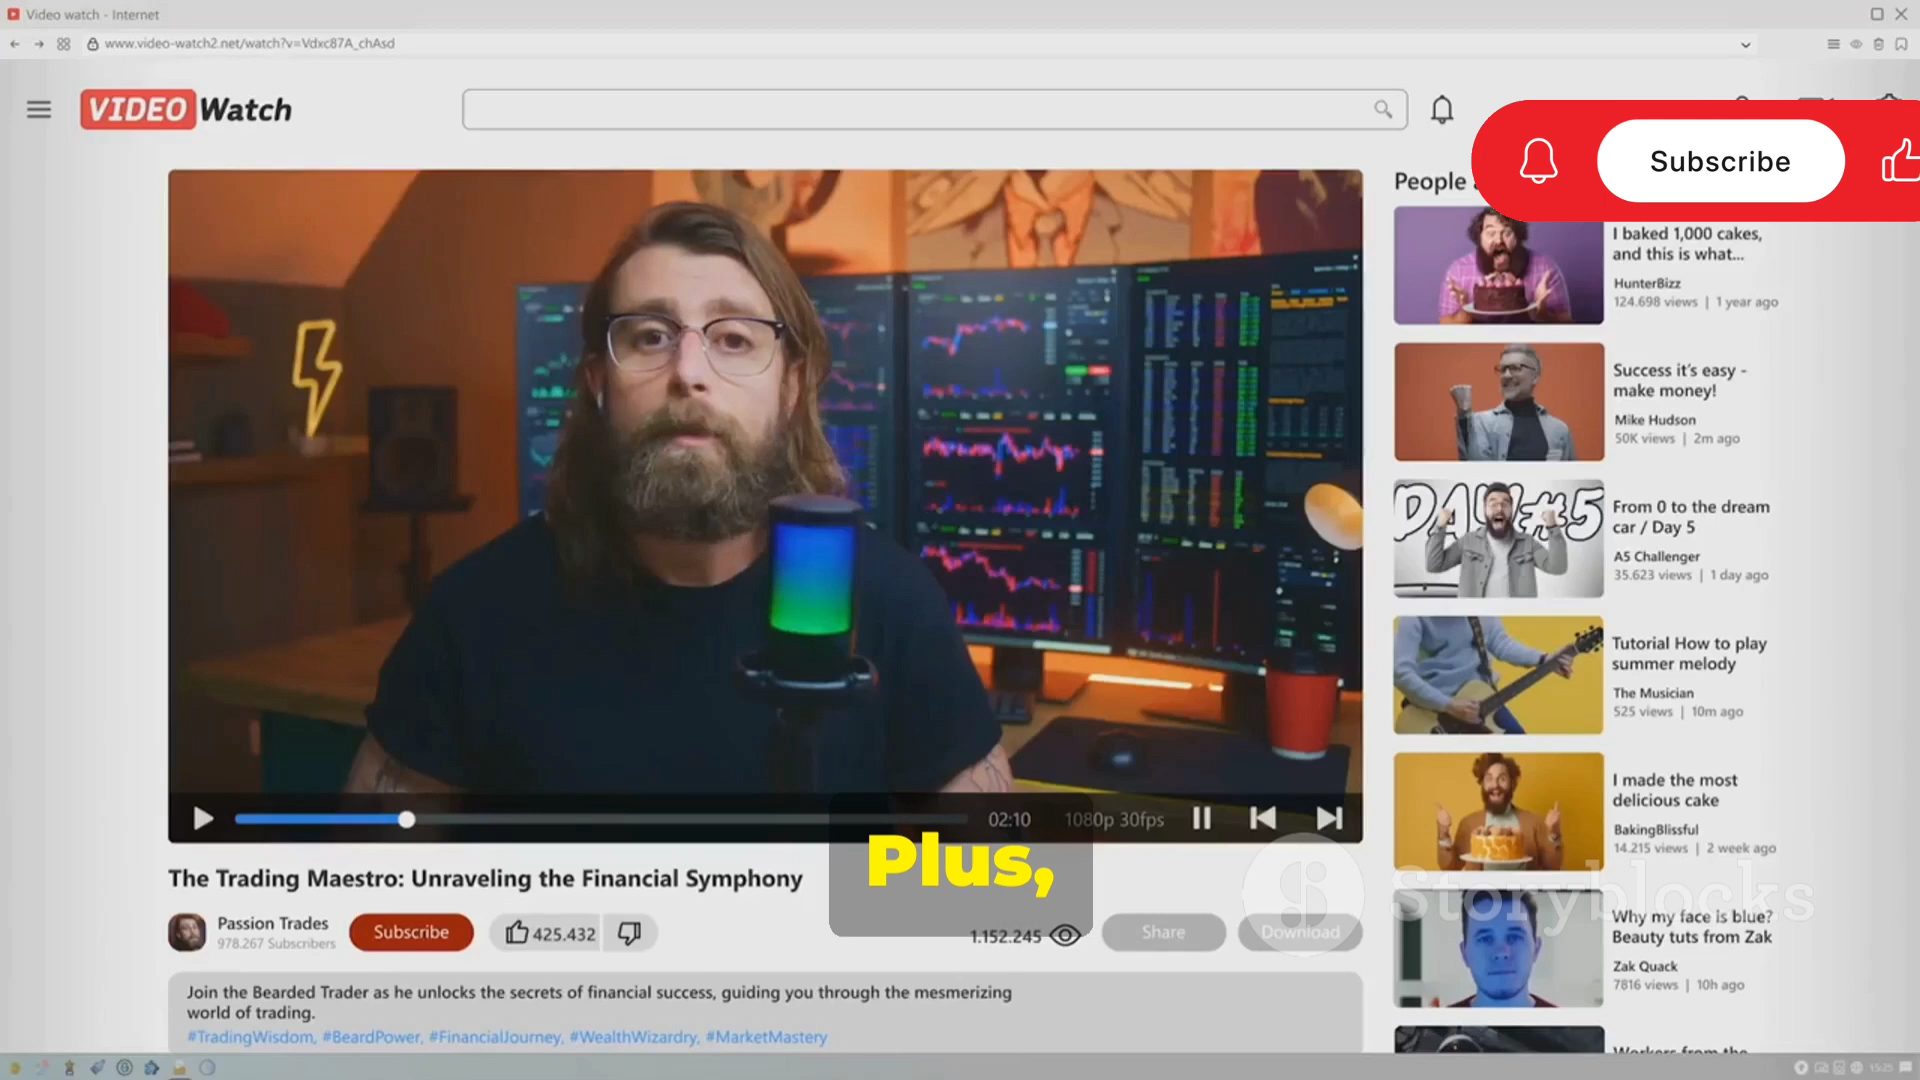 Video watch - Internet
www.video-watch2.net/watch?v=Vdxc87A_chAsd
VIDEO Watch
Subscribe
People
I baked 1,000 cakes,
and this is what...
HunterBizz
124.698 views | 1 year ago
Success it's easy -
make money!
Mike Hudson
50K views | 2m ago
DAY #5
From 0 to the dream
car / Day 5
A5 Challenger
35.623 views | 1 day ago
Tutorial How to play
summer melody
The Musician
525 views | 10m ago
I made the most
delicious cake
BakingBlissful
14.215 views | 2 week ago
Why my face is blue?
Beauty tuts from Zak
Zak Quack
7816 views | 10h ago
Workers from the
02:10
1080p 30fps
Plus,
Storyblocks
The Trading Maestro: Unraveling the Financial Symphony
Passion Trades
978.267 Subscribers
Subscribe
425.432
1.152.245
Share
Download
Join the Bearded Trader as he unlocks the secrets of financial success, guiding you through the mesmerizing
world of trading.
#TradingWisdom, #BeardPower, #FinancialJourney, #WealthWizardry, #MarketMastery
15:25